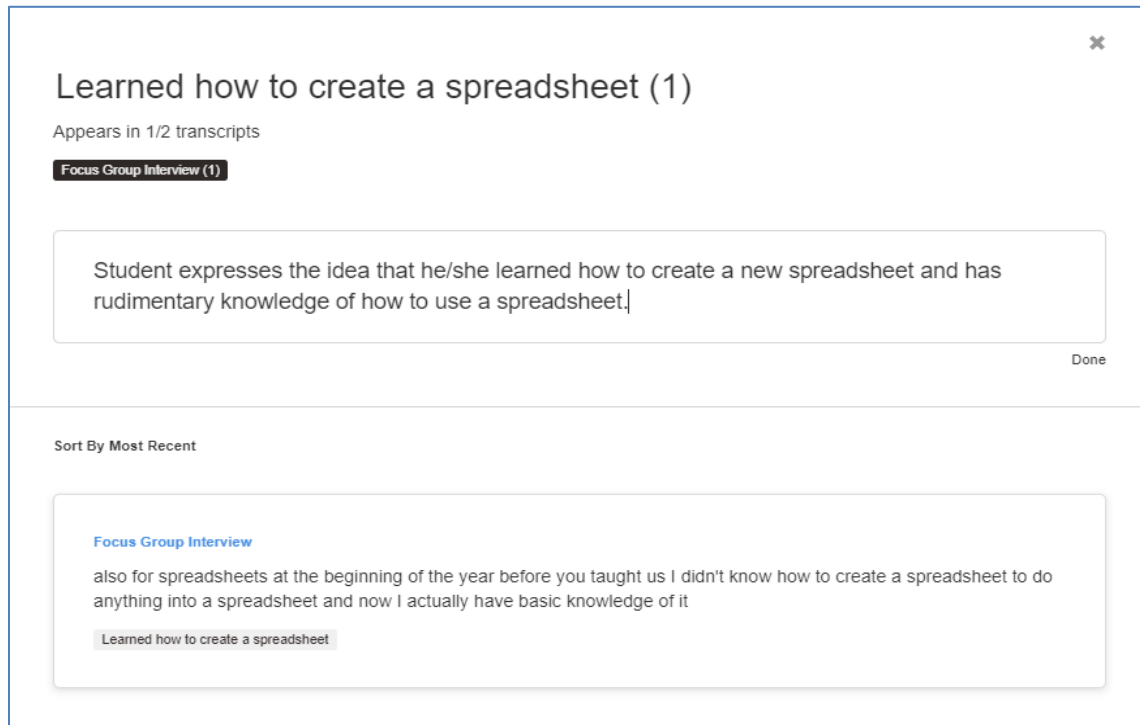 ✖
Learned how to create a spreadsheet (1)
Appears in 1/2 transcripts
Focus Group Interview (1)
Student expresses the idea that he/she learned how to create a new spreadsheet and has
rudimentary knowledge of how to use a spreadsheet.
Done
Sort By Most Recent
Focus Group Interview
also for spreadsheets at the beginning of the year before you taught us I didn't know how to create a spreadsheet to do
anything into a spreadsheet and now I actually have basic knowledge of it
Learned how to create a spreadsheet